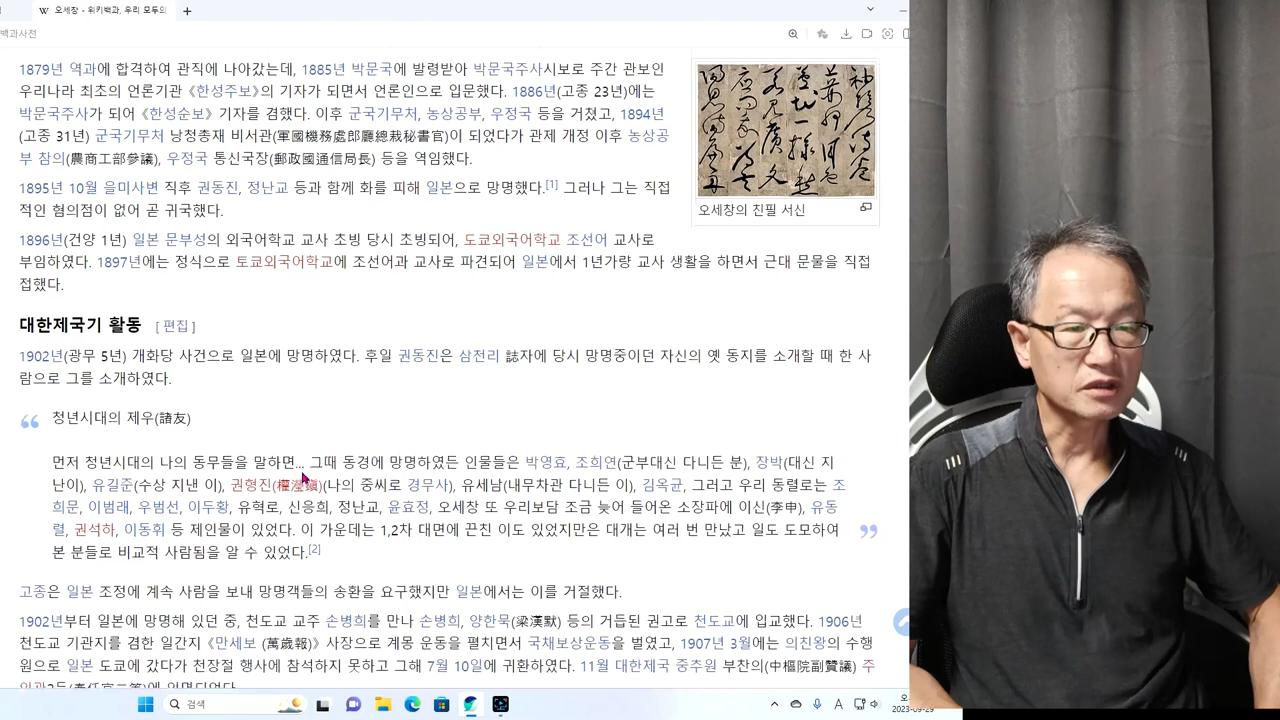 W 오세창 - 위키백과, 우리 모두의
백과사전
1879년 역과에 합격하여 관직에 나아갔는데, 1885년 박문국에 발령받아 박문국주사시보로 주간 관보인
우리나라 최초의 언론기관 《한성주보》의 기자가 되면서 언론인으로 입문했다. 1886년(고종 23년)에는
박문국주사가 되어 《한성순보》 기자를 겸했다. 이후 군국기무처, 농상공부, 우정국 등을 거쳤고, 1894년
(고종 31년) 군국기무처 낭청총재 비서관(軍國機務處郎廳總栽秘書官)이 되었다가 관제 개정 이후 농상공
부 참의(農商工部參議), 우정국 통신국장(郵政國通信局長) 등을 역임했다.
오세창의 친필 서신
1895년 10월 을미사변 직후 권동진, 정난교 등과 함께 화를 피해 일본으로 망명했다.[1] 그러나 그는 직접
적인 혐의점이 없어 곧 귀국했다.
1896년(건양 1년) 일본 문부성의 외국어학교 교사 초빙 당시 초빙되어, 도쿄외국어학교 조선어 교사로
부임하였다. 1897년에는 정식으로 토쿄외국어학교에 조선어과 교사로 파견되어 일본에서 1년가량 교사 생활을 하면서 근대 문물을 직접
접했다.
대한제국기 활동 [ 편집 ]
1902년(광무 5년) 개화당 사건으로 일본에 망명하였다. 후일 권동진은 삼천리 誌자에 당시 망명중이던 자신의 옛 동지를 소개할 때 한 사
람으로 그를 소개하였다.
청년시대의 제우(諸友)
먼저 청년시대의 나의 동무들을 말하면... 그때 동경에 망명하였든 인물들은 박영효, 조희연(군부대신 다니든 분), 장박(대신 지
난이), 유길준(수상 지낸 이), 권형진(權瀅鎭)(나의 중씨로 경무사), 유세남(내무차관 다니든 이), 김옥균, 그러고 우리 동렬로는 조
희문, 이범래, 우범선, 이두황, 유혁로, 신응희, 정난교, 윤효정, 오세창 또 우리보담 조금 늦어 들어온 소장파에 이신(李申), 유동
렬, 권석하, 이동휘 등 제인물이 있었다. 이 가운데는 1,2차 대면에 끈친 이도 있었지만은 대개는 여러 번 만났고 일도 도모하여
본 분들로 비교적 사람됨을 알 수 있었다.[2]
고종은 일본 조정에 계속 사람을 보내 망명객들의 송환을 요구했지만 일본에서는 이를 거절했다.
1902년부터 일본에 망명해 있던 중, 천도교 교주 손병희를 만나 손병희, 양한묵(梁漢默) 등의 거듭된 권고로 천도교에 입교했다. 1906년
천도교 기관지를 겸한 일간지 《만세보 (萬歲報)》 사장으로 계몽 운동을 펼치면서 국채보상운동을 벌였고, 1907년 3월에는 의친왕의 수행
원으로 일본 도쿄에 갔다가 천장절 행사에 참석하지 못하고 그해 7월 10일에 귀환하였다. 11월 대한제국 중추원 부찬의(中樞院副贊議) 주
검색
A
2023-09-29